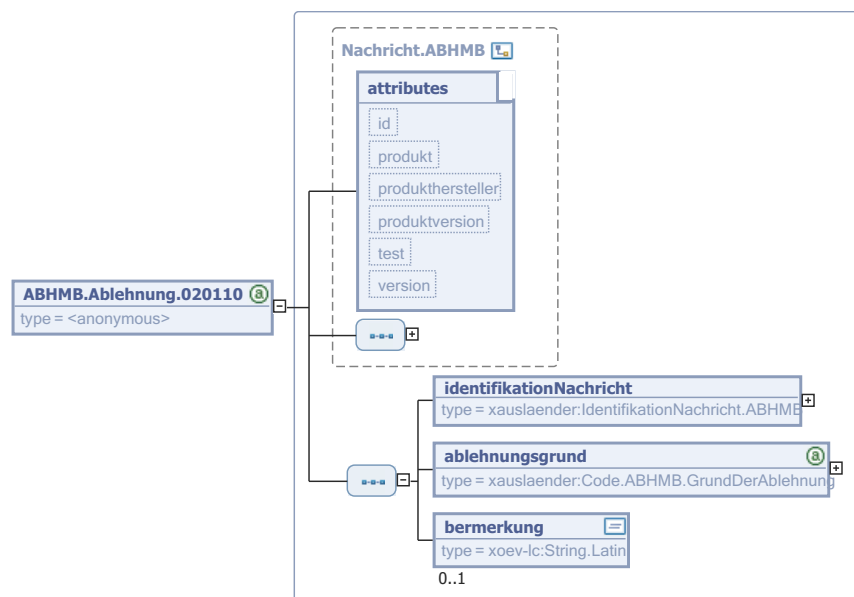 Nachricht.ABHMB
attributes
id
produkt
produkthersteller
produktversion
test
version
ABHMB.Ablehnung.020110 a
type = <anonymous>
identifikationNachricht
type = xauslaender:IdentifikationNachricht.ABHMB
ablehnungsgrund a
type = xauslaender:Code.ABHMB.GrundDerAblehnung
bermerkung
type = xoev-lc:String.Latin
0..1